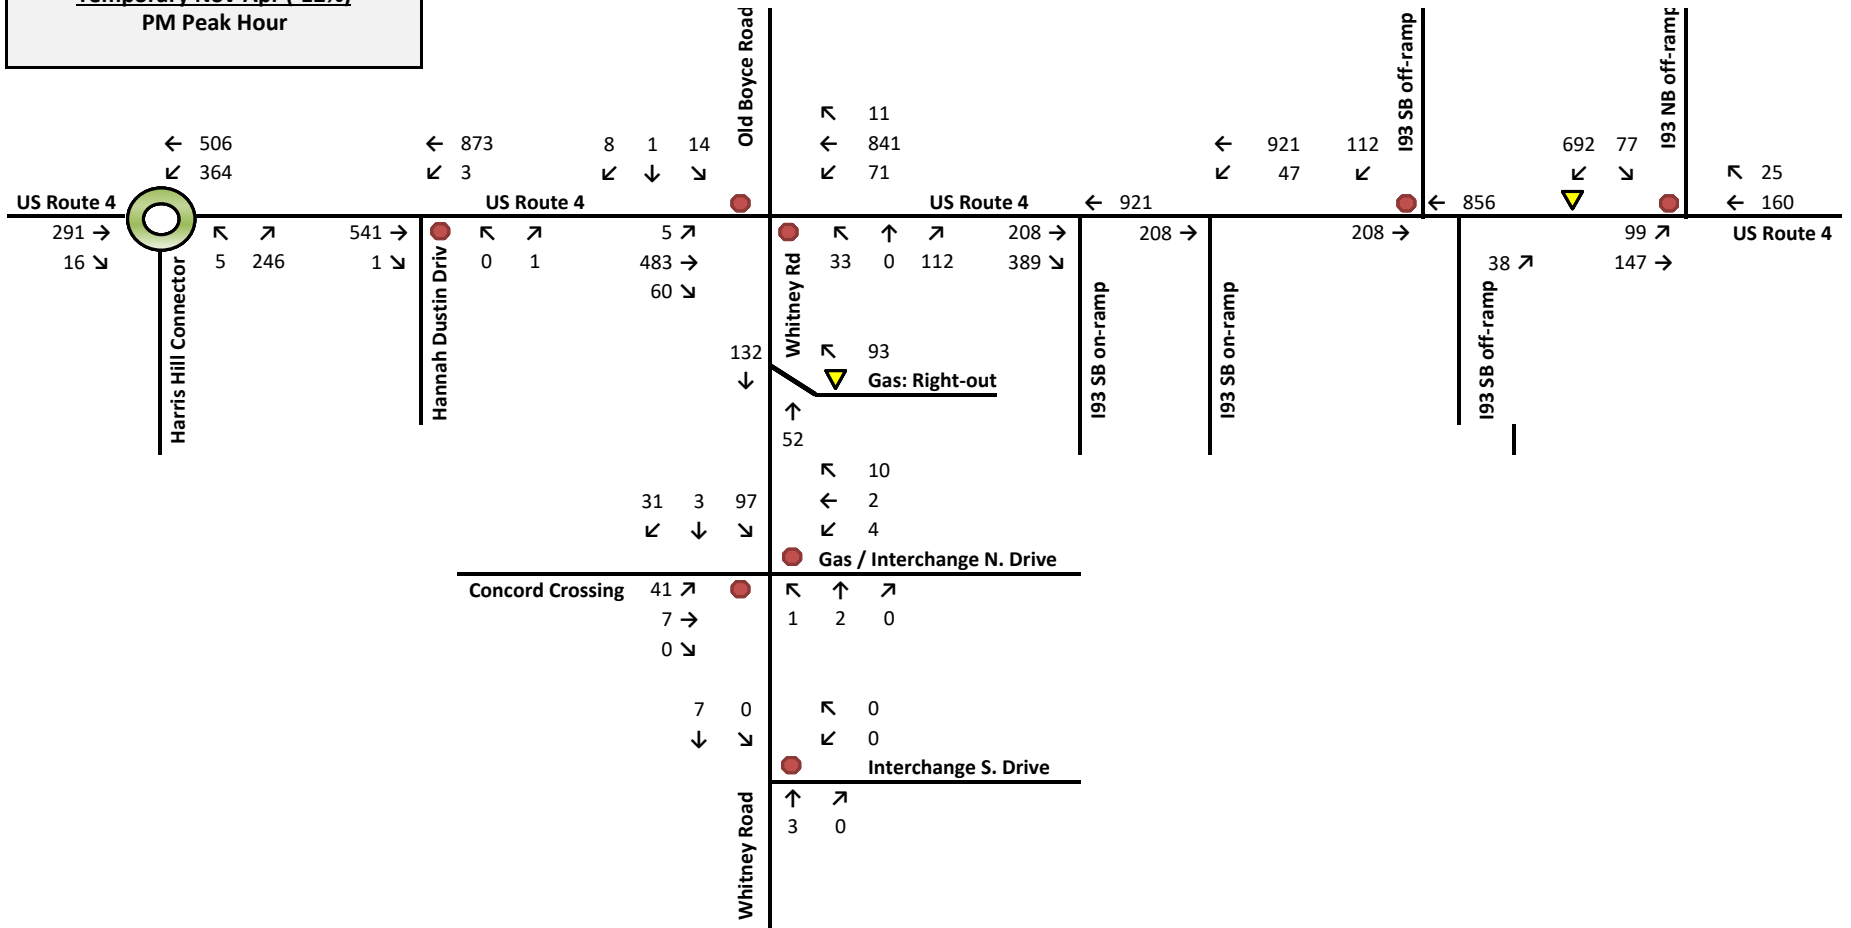 Temporary Nov-Apr (-12%)
PM Peak Hour
Old Boyce Road
I93 SB off-ramp
I93 NB off-ramp
11
506
873
8 1 14
841
921 112
692 77
364
3
71
47
25
US Route 4
US Route 4
US Route 4
921
856
160
291
541
5
208
208
208
99
US Route 4
16
5 246
1
0 1
483
33 0 112
389
38
147
60
Harris Hill Connector
Hannah Dustin Driv
Whitney Rd
I93 SB on-ramp
I93 SB on-ramp
I93 SB off-ramp
132
93
Gas: Right-out
52
10
31 3 97
2
4
Gas / Interchange N. Drive
Concord Crossing
41
7
1 2 0
0
7 0
0
0
Interchange S. Drive
Whitney Road
3 0